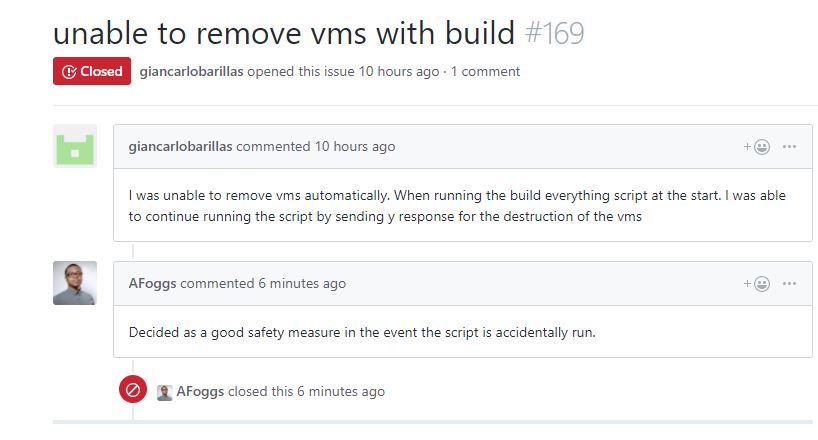 unable to remove vms with build #169
Closed giancarlobarillas opened this issue 10 hours ago · 1 comment
giancarlobarillas commented 10 hours ago
I was unable to remove vms automatically. When running the build everything script at the start. I was able
to continue running the script by sending y response for the destruction of the vms
AFoggs commented 6 minutes ago
Decided as a good safety measure in the event the script is accidentally run.
AFoggs closed this 6 minutes ago